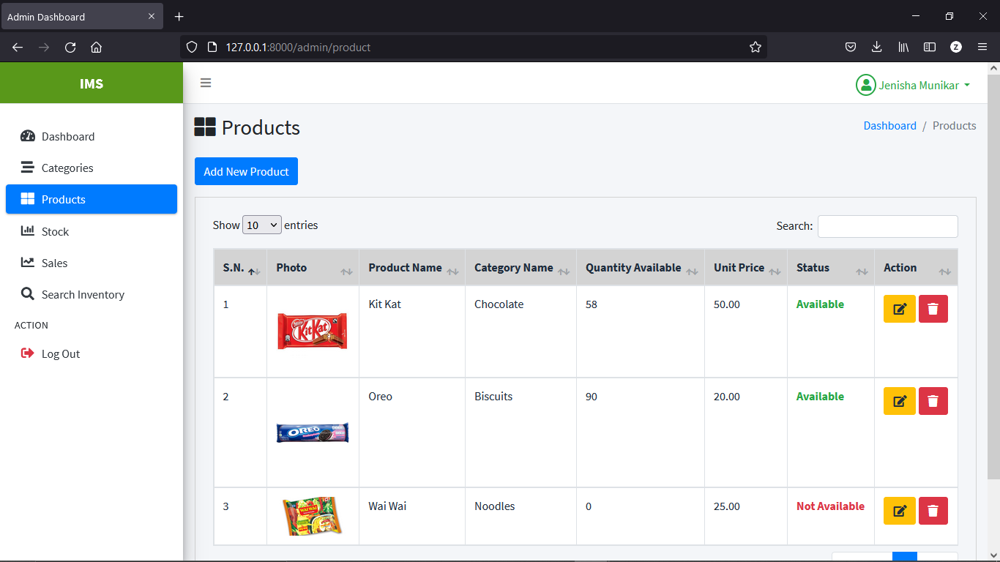 Admin Dashboard
127.0.0.1:8000/admin/product
Z
IMS
Jenisha Munikar
Dashboard
Categories
Products
Stock
Sales
Search Inventory
ACTION
Log Out
Products
Dashboard / Products
Add New Product
Show 10 entries
Search:
S.N. Photo Product Name Category Name Quantity Available Unit Price Status Action
1 KitKat Kit Kat Chocolate 58 50.00 Available
2 OREO Oreo Biscuits 90 20.00 Available
3 WAI WAI Wai Wai Noodles 0 25.00 Not Available